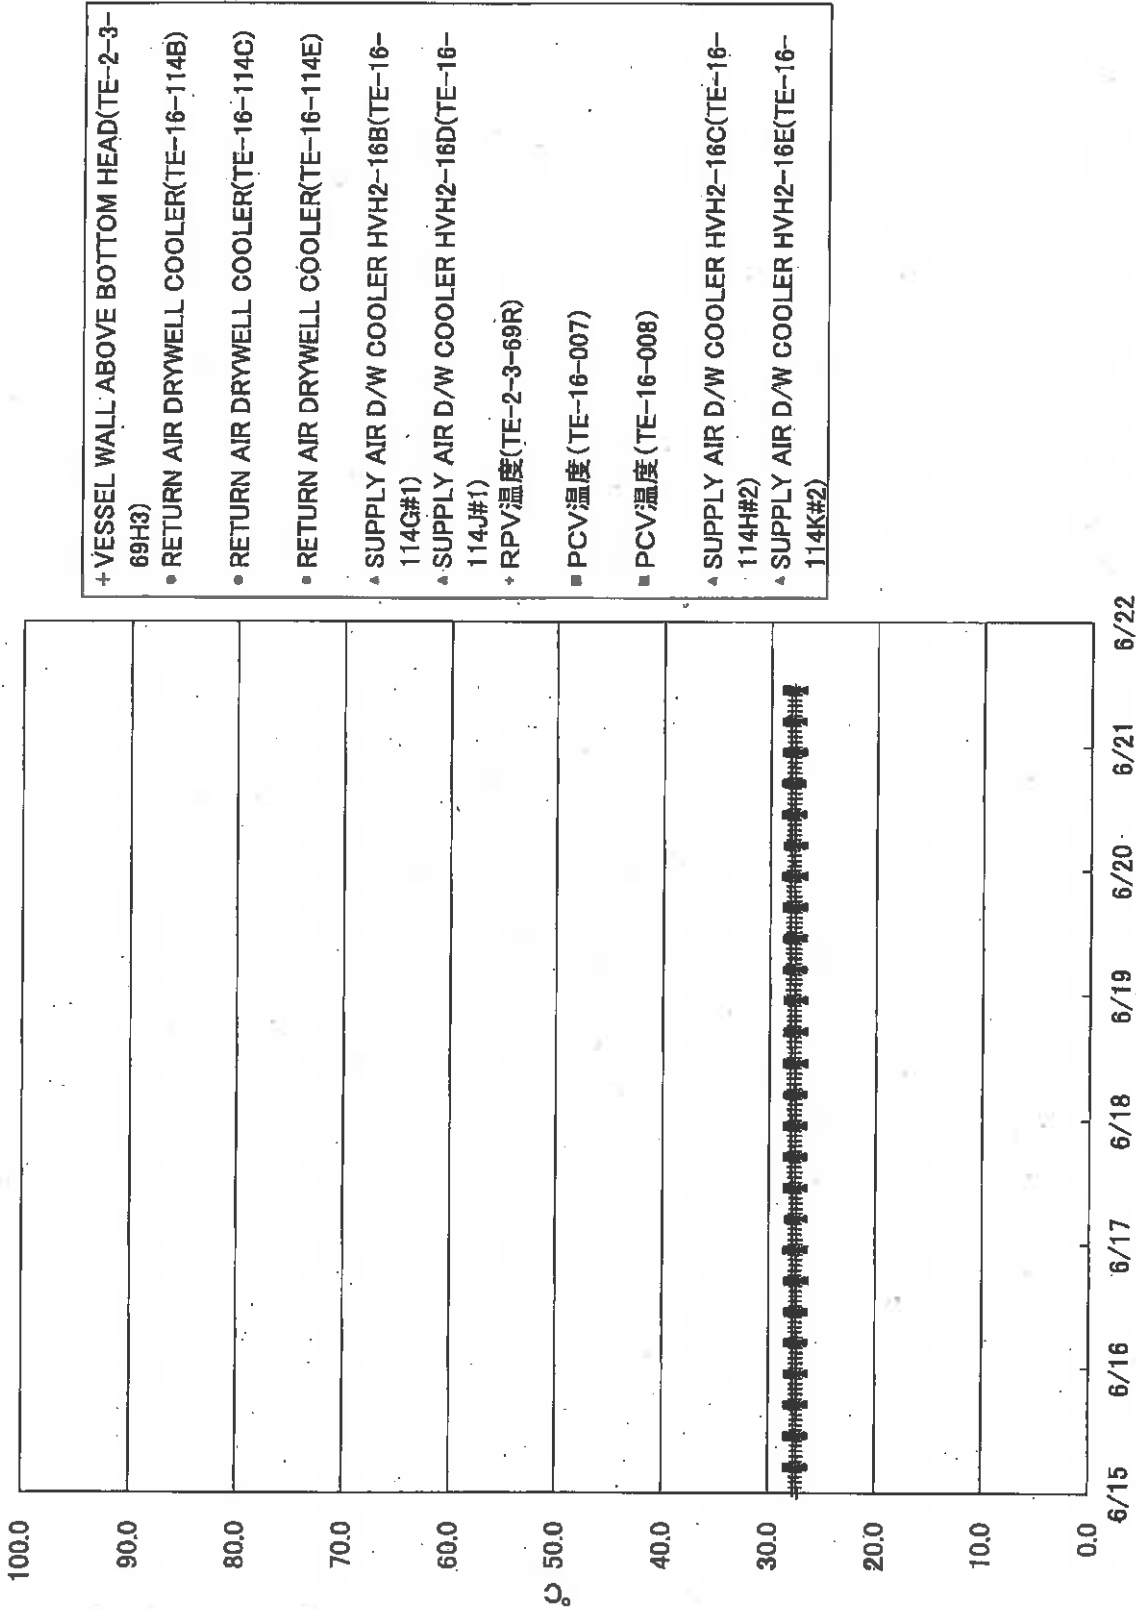 100.0
90.0
80.0
70.0
60.0
50.0
40.0
30.0
20.0
10.0
0.0
℃
6/15
6/16
6/17
6/18
6/19
6/20
6/21
6/22
+ VESSEL WALL ABOVE BOTTOM HEAD(TE-2-3-
69H3)
● RETURN AIR DRYWELL COOLER(TE-16-114B)
● RETURN AIR DRYWELL COOLER(TE-16-114C)
● RETURN AIR DRYWELL COOLER(TE-16-114E)
▲ SUPPLY AIR D/W COOLER HVH2-16B(TE-16-
114G#1)
▲ SUPPLY AIR D/W COOLER HVH2-16D(TE-16-
114J#1)
+ RPV温度(TE-2-3-69R)
■ PCV温度(TE-16-007)
■ PCV温度(TE-16-008)
▲ SUPPLY AIR D/W COOLER HVH2-16C(TE-16-
114H#2)
▲ SUPPLY AIR D/W COOLER HVH2-16E(TE-16-
114K#2)